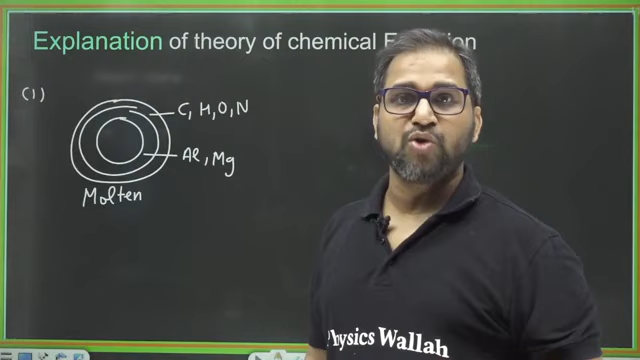 Explanation of theory of chemical
(1)
C, H, O, N
Al, Mg
Molten
Physics Wallah